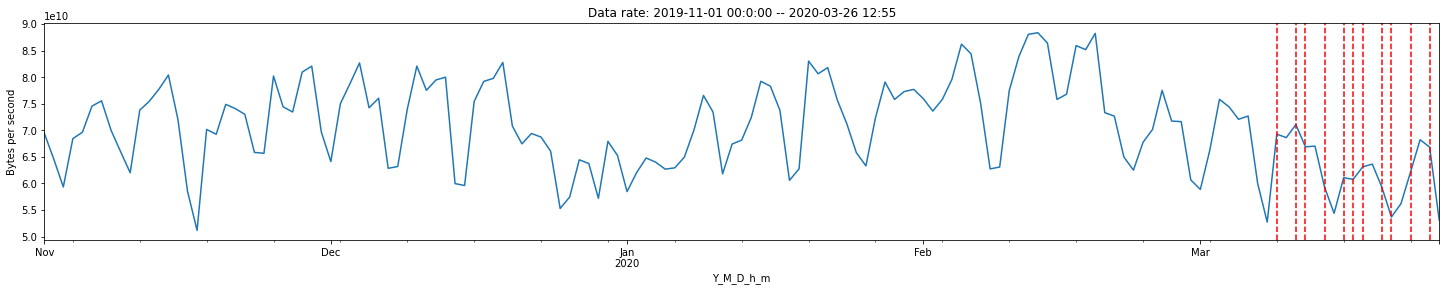 Data rate: 2019-11-01 00:0:00 -- 2020-03-26 12:55
1e10
9.0
8.5
8.0
7.5
7.0
6.5
6.0
5.5
5.0
Bytes per second
Nov Dec Jan Feb Mar
2020
Y_M_D_h_m